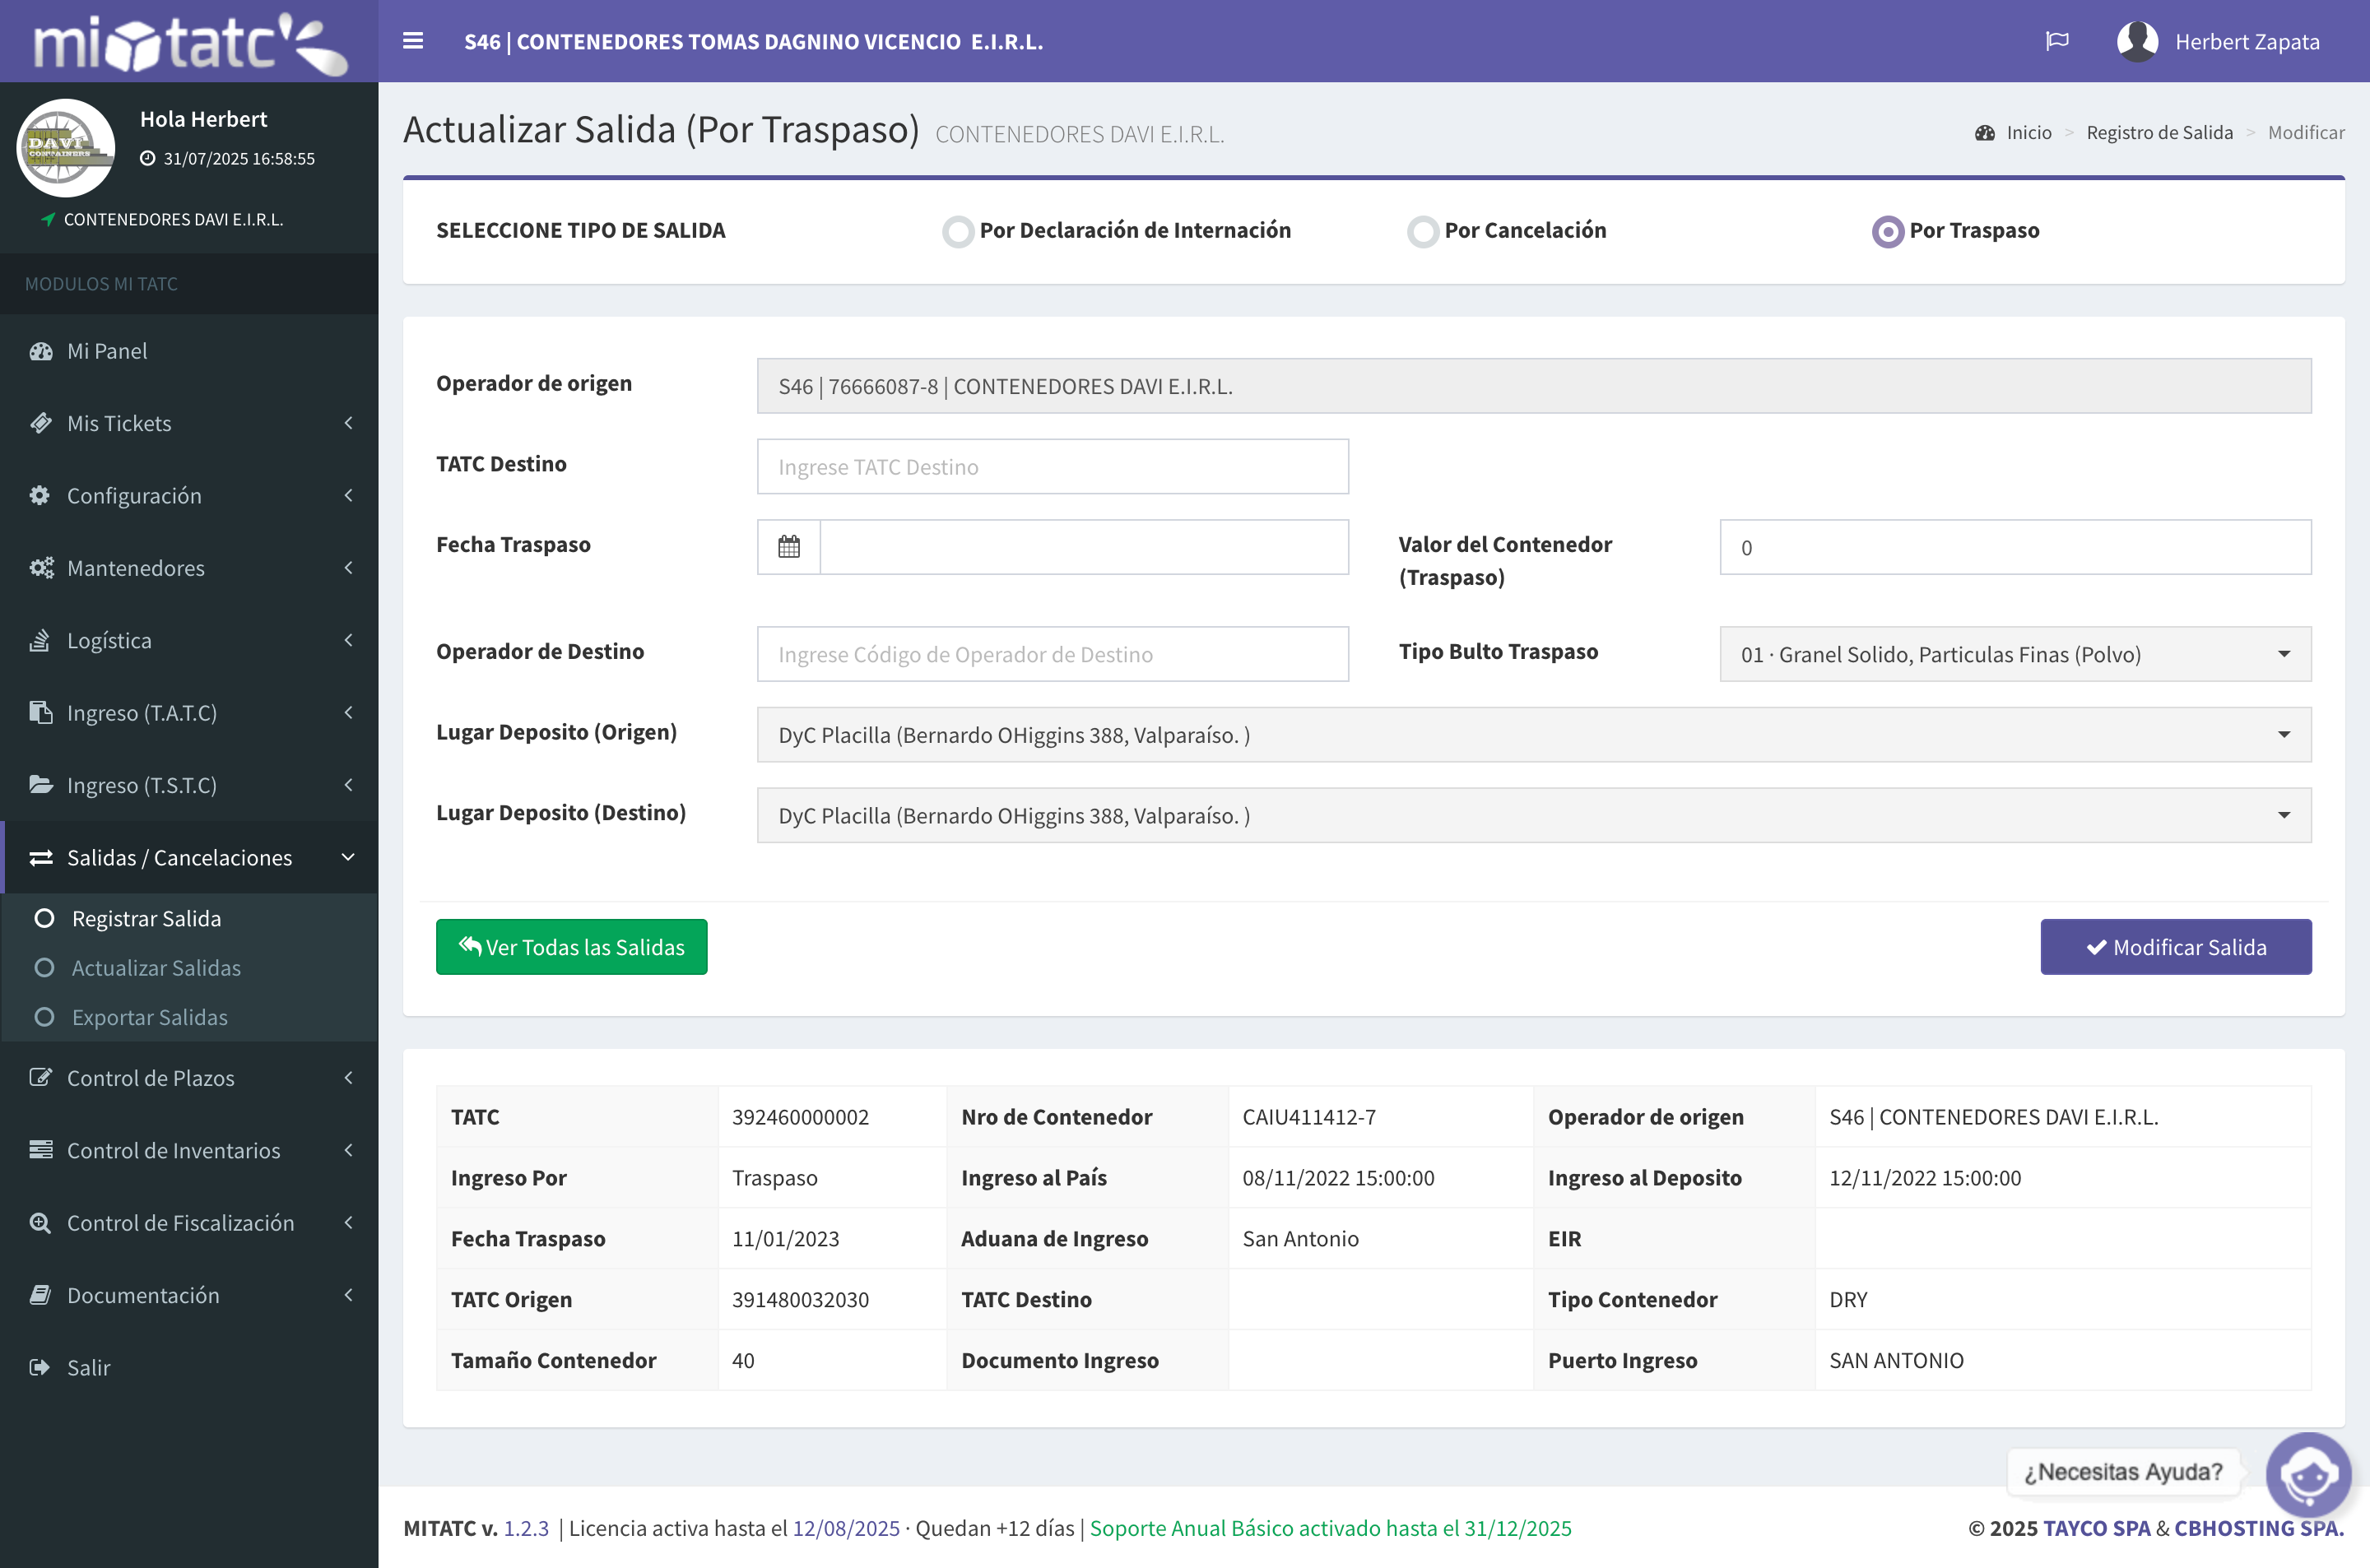 mi tatc
S46 | CONTENEDORES TOMAS DAGNINO VICENCIO E.I.R.L.
Herbert Zapata
DAVI
CONTAINERS
Hola Herbert
31/07/2025 16:58:55
CONTENEDORES DAVI E.I.R.L.
MODULOS MI TATC
Mi Panel
Mis Tickets
Configuración
Mantenedores
Logística
Ingreso (T.A.T.C)
Ingreso (T.S.T.C)
Salidas / Cancelaciones
Registrar Salida
Actualizar Salidas
Exportar Salidas
Control de Plazos
Control de Inventarios
Control de Fiscalización
Documentación
Salir
Actualizar Salida (Por Traspaso) CONTENEDORES DAVI E.I.R.L.
Inicio > Registro de Salida > Modificar
SELECCIONE TIPO DE SALIDA
Por Declaración de Internación
Por Cancelación
Por Traspaso
Operador de origen
S46 | 76666087-8 | CONTENEDORES DAVI E.I.R.L.
TATC Destino
Ingrese TATC Destino
Fecha Traspaso
Valor del Contenedor
(Traspaso)
0
Operador de Destino
Ingrese Código de Operador de Destino
Tipo Bulto Traspaso
01 · Granel Solido, Particulas Finas (Polvo)
Lugar Deposito (Origen)
DyC Placilla (Bernardo OHiggins 388, Valparaíso. )
Lugar Deposito (Destino)
DyC Placilla (Bernardo OHiggins 388, Valparaíso. )
Ver Todas las Salidas
Modificar Salida
TATC 392460000002 Nro de Contenedor CAIU411412-7 Operador de origen S46 | CONTENEDORES DAVI E.I.R.L.
Ingreso Por Traspaso Ingreso al País 08/11/2022 15:00:00 Ingreso al Deposito 12/11/2022 15:00:00
Fecha Traspaso 11/01/2023 Aduana de Ingreso San Antonio EIR
TATC Origen 391480032030 TATC Destino Tipo Contenedor DRY
Tamaño Contenedor 40 Documento Ingreso Puerto Ingreso SAN ANTONIO
¿Necesitas Ayuda?
MITATC v. 1.2.3 | Licencia activa hasta el 12/08/2025 · Quedan +12 días | Soporte Anual Básico activado hasta el 31/12/2025
© 2025 TAYCO SPA & CBHOSTING SPA.